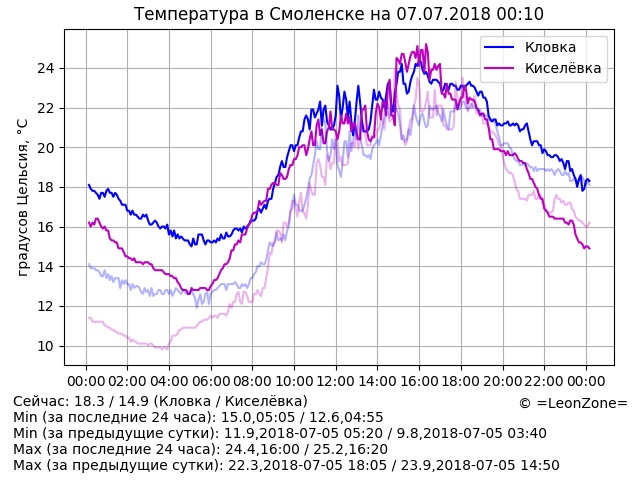 Температура в Смоленске на 07.07.2018 00:10
Кловка
Киселёвка
градусов Цельсия, °C
24
22
20
18
16
14
12
10
00:00 02:00 04:00 06:00 08:00 10:00 12:00 14:00 16:00 18:00 20:00 22:00 00:00
Сейчас: 18.3 / 14.9 (Кловка / Киселёвка)
© =LeonZone=
Min (за последние 24 часа): 15.0,05:05 / 12.6,04:55
Min (за предыдущие сутки): 11.9,2018-07-05 05:20 / 9.8,2018-07-05 03:40
Max (за последние 24 часа): 24.4,16:00 / 25.2,16:20
Max (за предыдущие сутки): 22.3,2018-07-05 18:05 / 23.9,2018-07-05 14:50